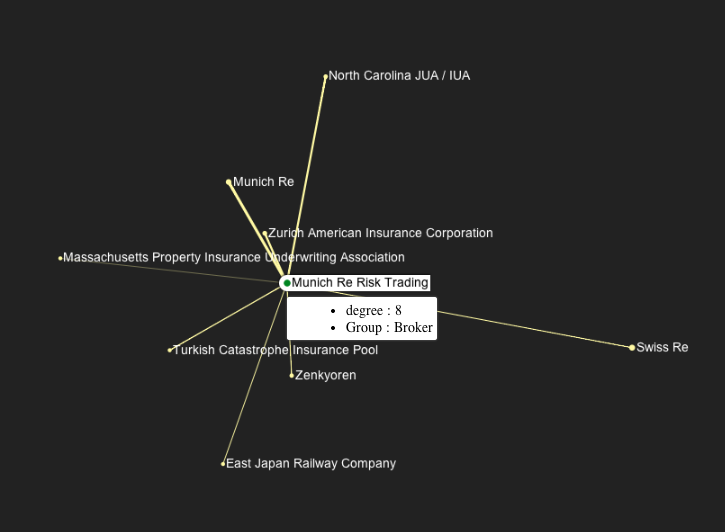 North Carolina JUA / IUA
Munich Re
Zurich American Insurance Corporation
Massachusetts Property Insurance Underwriting Association
Munich Re Risk Trading
degree : 8
Group : Broker
Swiss Re
Turkish Catastrophe Insurance Pool
Zenkyoren
East Japan Railway Company